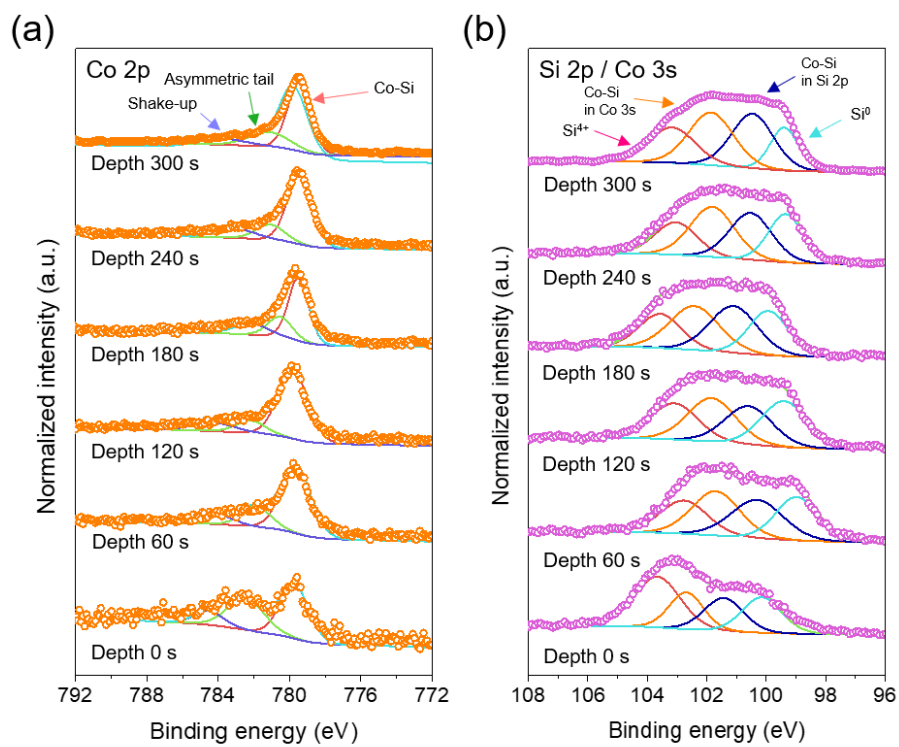 (a)
Co 2p
Asymmetric tail
Shake-up
Co-Si
Depth 300 s
Depth 240 s
Depth 180 s
Depth 120 s
Depth 60 s
Depth 0 s
Normalized intensity (a.u.)
792 788 784 780 776 772
Binding energy (eV)
(b)
Si 2p / Co 3s
Co-Si
in Si 2p
Co-Si
in Co 3s
Si⁴⁺
Si⁰
Depth 300 s
Depth 240 s
Depth 180 s
Depth 120 s
Depth 60 s
Depth 0 s
Normalized intensity (a.u.)
108 106 104 102 100 98 96
Binding energy (eV)